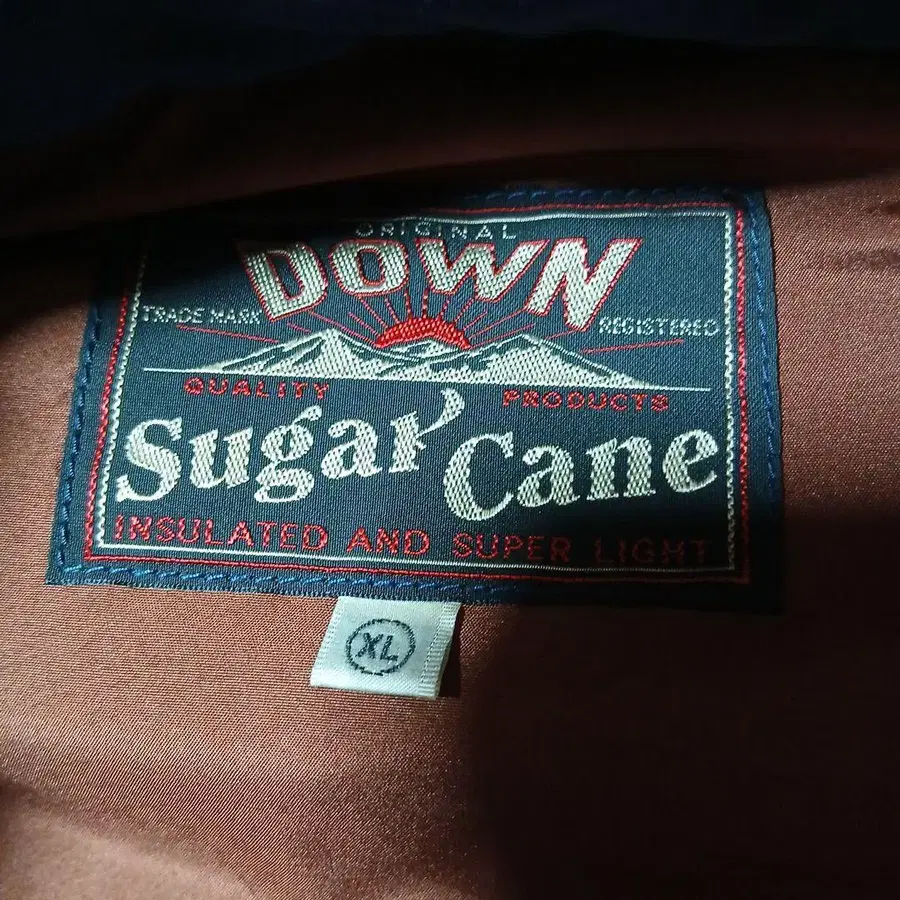 ORIGINAL
DOWN
TRADE MARK REGISTERED
QUALITY PRODUCTS
Sugar Cane
INSULATED AND SUPER LIGHT
XL